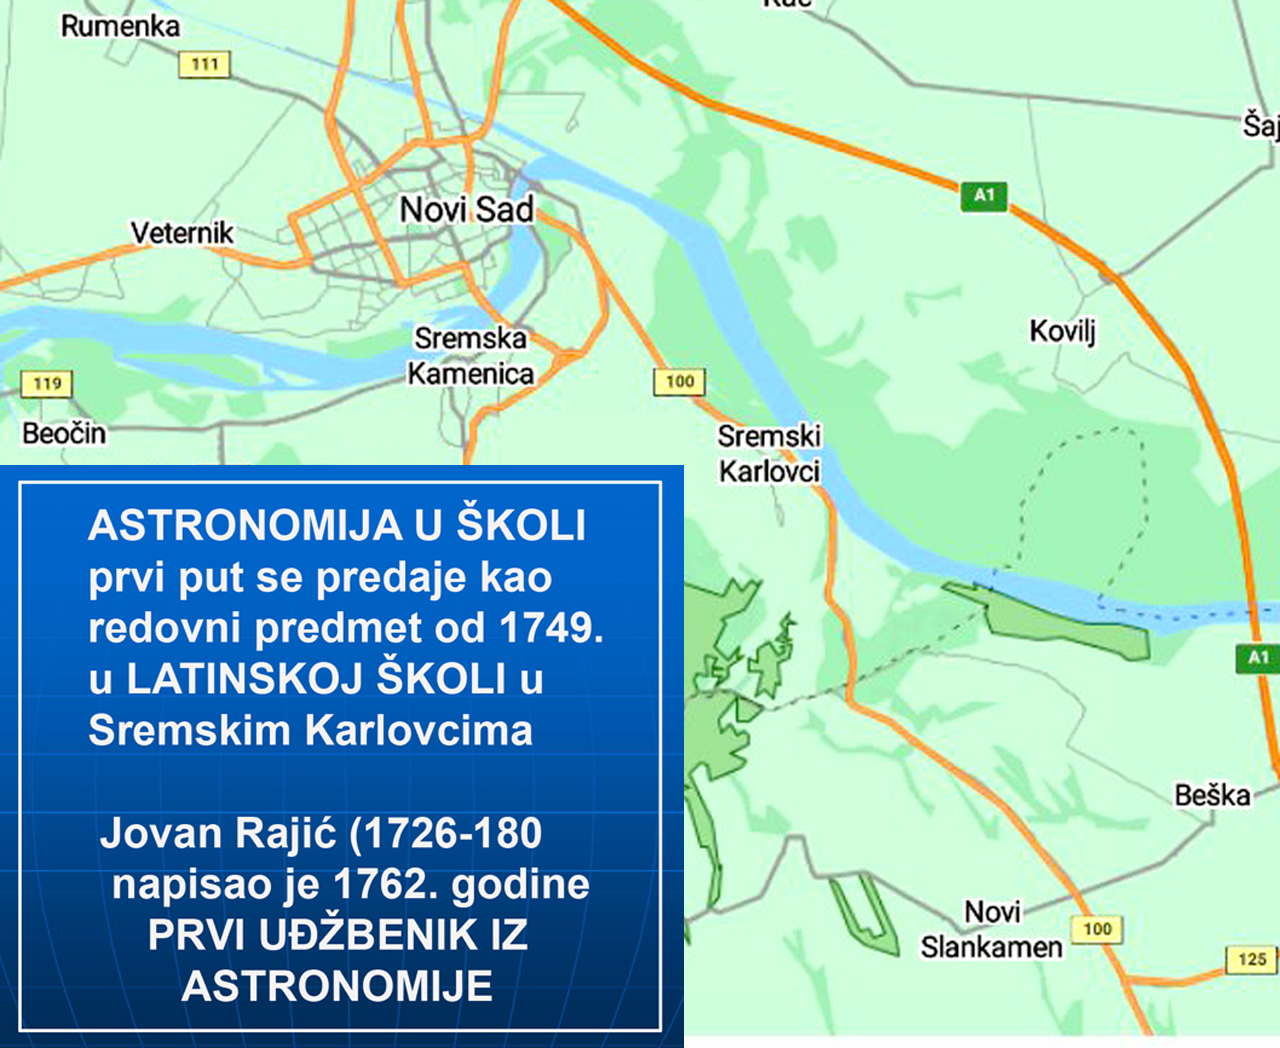 Rumenka
111
A1
Veternik
Novi Sad
Kovilj
Sremska
Kamenica
119
100
Beočin
Sremski
Karlovci
A1
Beška
Novi
Slankamen
100
125
ASTRONOMIJA U ŠKOLI
prvi put se predaje kao
redovni predmet od 1749.
u LATINSKOJ ŠKOLI u
Sremskim Karlovcima
Jovan Rajić (1726-180
napisao je 1762. godine
PRVI UĐŽBENIK IZ
ASTRONOMIJE